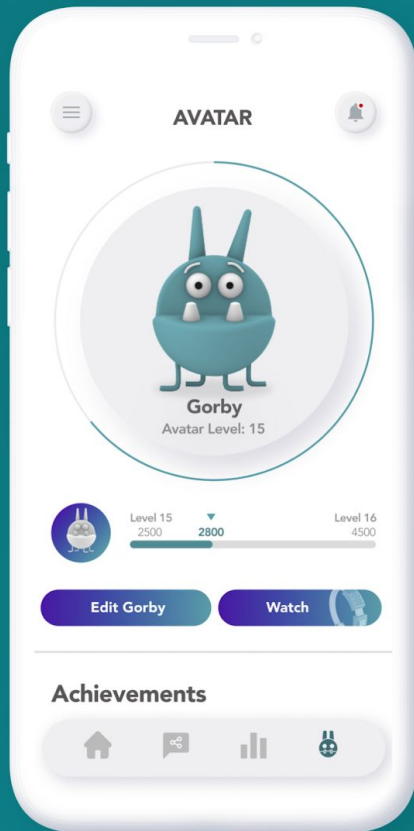 AVATAR
Gorby
Avatar Level: 15
Level 15
Level 16
2500
2800
4500
Edit Gorby
Watch
Achievements